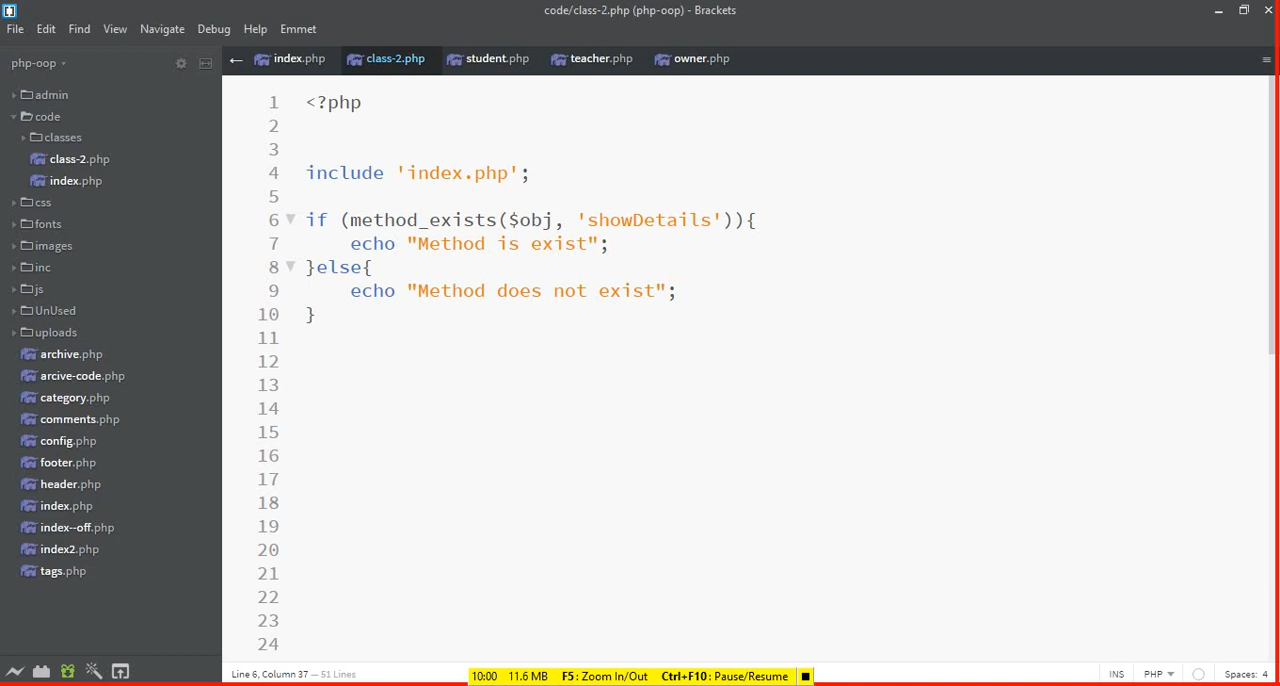 code/class-2.php (php-oop) - Brackets
File Edit Find View Navigate Debug Help Emmet
php-oop
index.php class-2.php student.php teacher.php owner.php
admin
code
classes
class-2.php
index.php
css
fonts
images
inc
js
UnUsed
uploads
archive.php
arcive-code.php
category.php
comments.php
config.php
footer.php
header.php
index.php
index--off.php
index2.php
tags.php
1 <?php
2
3
4 include 'index.php';
5
6 if (method_exists($obj, 'showDetails')){
7 echo "Method is exist";
8 }else{
9 echo "Method does not exist";
10 }
11
12
13
14
15
16
17
18
19
20
21
22
23
24
Line 6, Column 37 — 51 Lines
10:00 11.6 MB F5: Zoom In/Out Ctrl+F10: Pause/Resume
INS PHP Spaces: 4